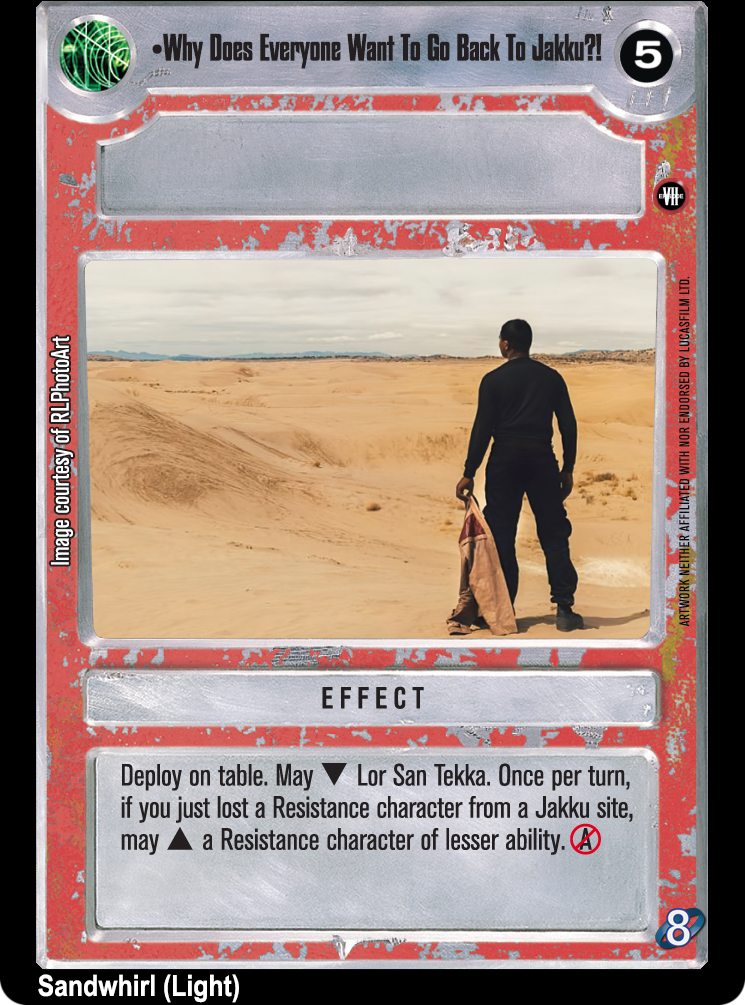 •Why Does Everyone Want To Go Back To Jakku?!
5
EPISODE VII
Image courtesy of RLPhotoArt
ARTWORK NEITHER AFFILIATED WITH NOR ENDORSED BY LUCASFILM LTD.
EFFECT
Deploy on table. May ▼ Lor San Tekka. Once per turn,
if you just lost a Resistance character from a Jakku site,
may ▲ a Resistance character of lesser ability. A
8
Sandwhirl (Light)